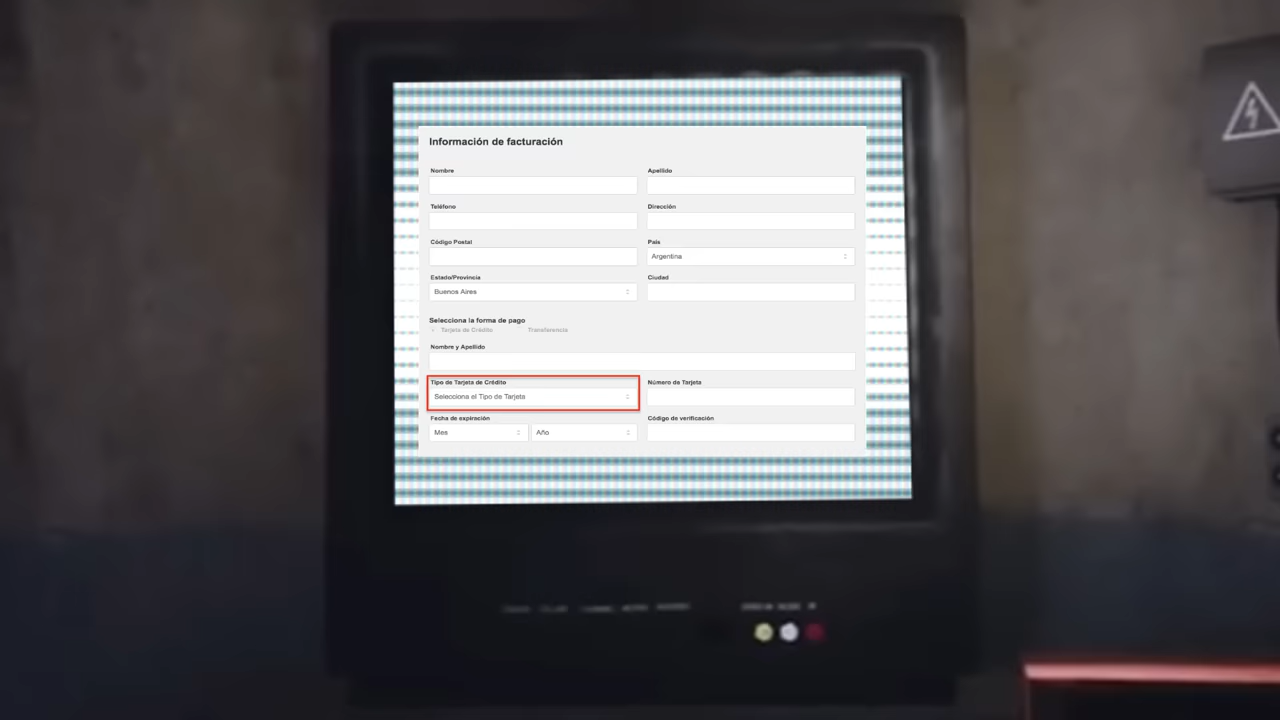 Información de facturación
Nombre Apellido
Teléfono Dirección
Código Postal País
Argentina
Estado/Provincia Ciudad
Buenos Aires
Selecciona la forma de pago
Tarjeta de Crédito Transferencia
Nombre y Apellido
Tipo de Tarjeta de Crédito Número de Tarjeta
Selecciona el Tipo de Tarjeta
Fecha de expiración Código de verificación
Mes Año